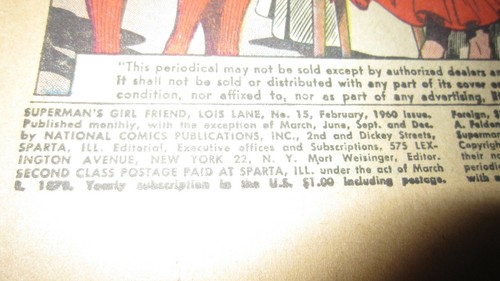 "This periodical may not be sold except by authorized dealers
It shall not be sold or distributed with any part of its cover or
condition, nor affixed to, nor as part of any advertising,
SUPERMAN'S GIRL FRIEND, LOIS LANE, No. 15, February, 1960 Issue.
Published monthly, with the exception of March, June, Sept. and Dec.
by NATIONAL COMICS PUBLICATIONS, INC., 2nd and Dickey Streets,
SPARTA, ILL. Editorial, Executive offices and Subscriptions, 575 LEX-
INGTON AVENUE, NEW YORK 22, N. Y. Mort Weisinger, Editor.
SECOND CLASS POSTAGE PAID AT SPARTA, ILL. under the act of March
3, 1879. Yearly subscription in the U.S. $1.00 including postage.
Foreign,
A. Feld
Superman
Copyright
their
periodic
with